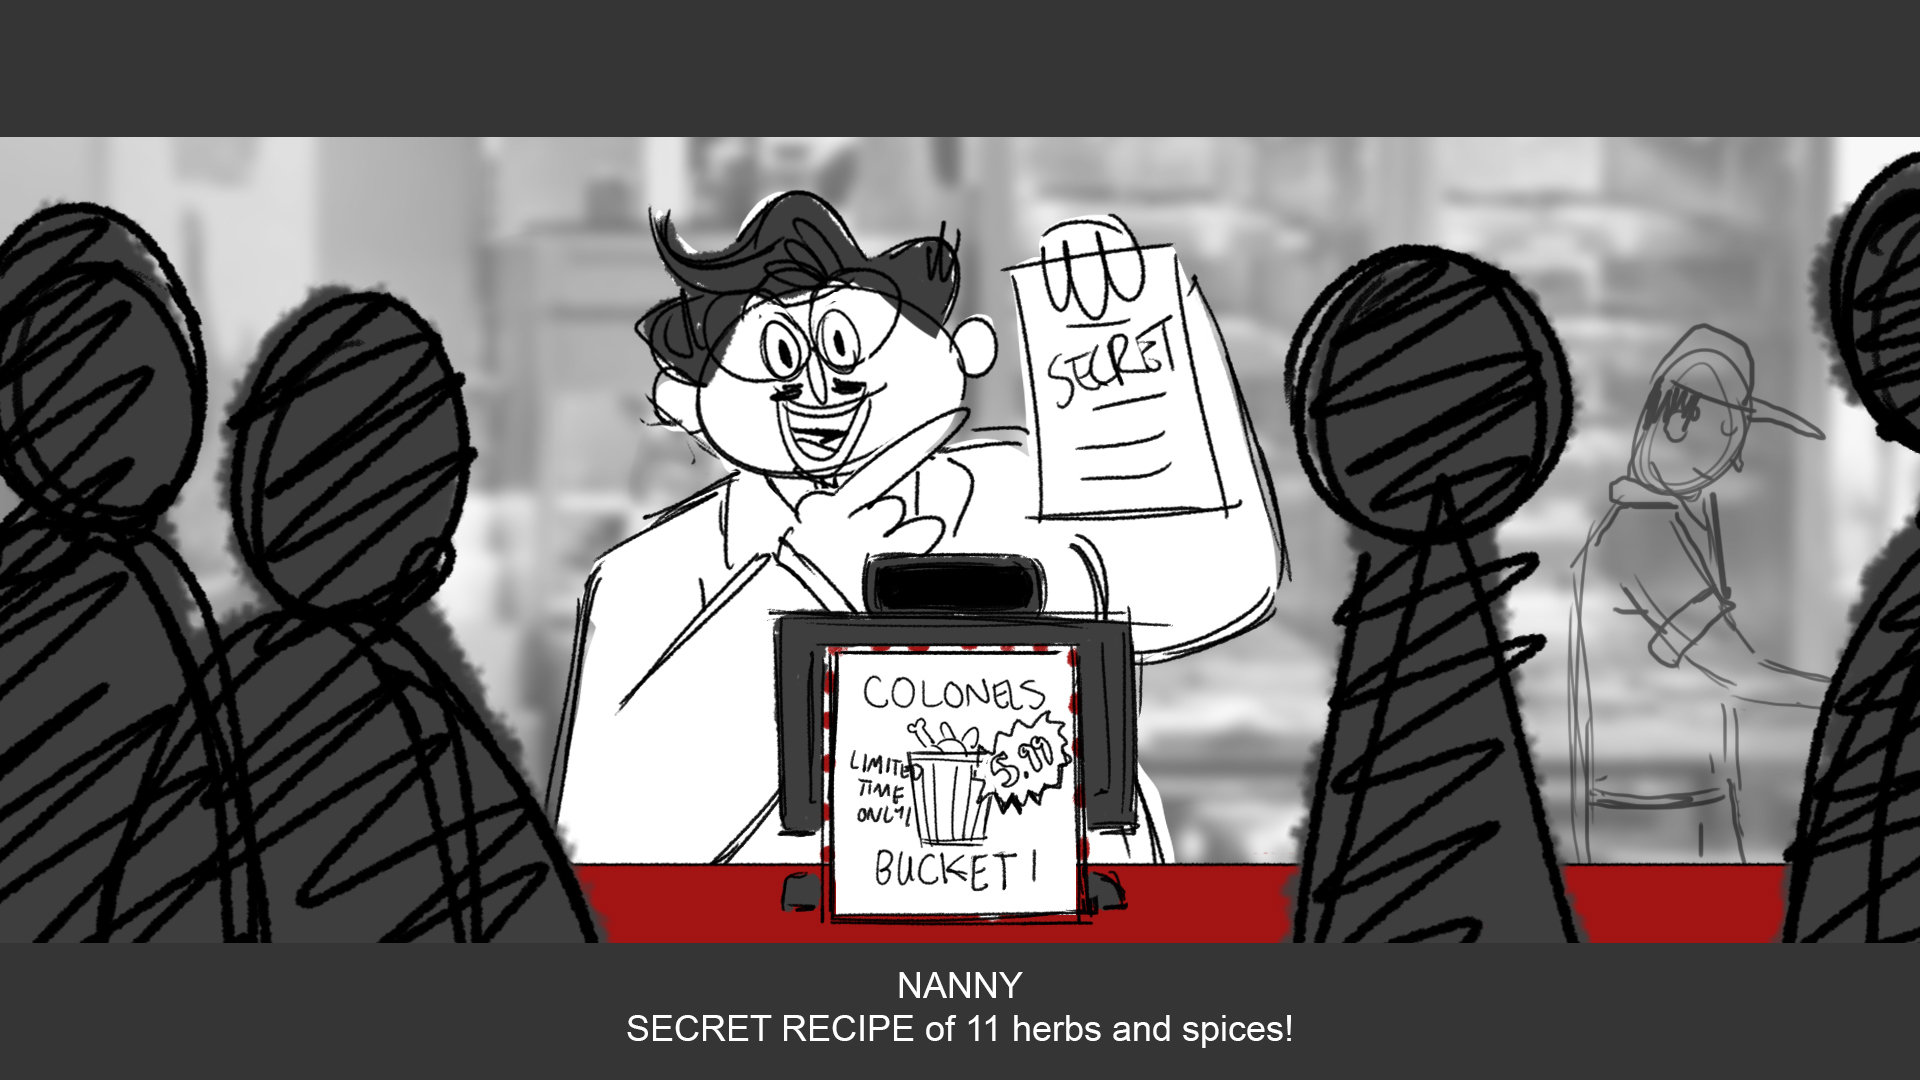 SECRET
COLONELS
LIMITED
TIME
ONLY!
5.99
BUCKET!
NANNY
SECRET RECIPE of 11 herbs and spices!